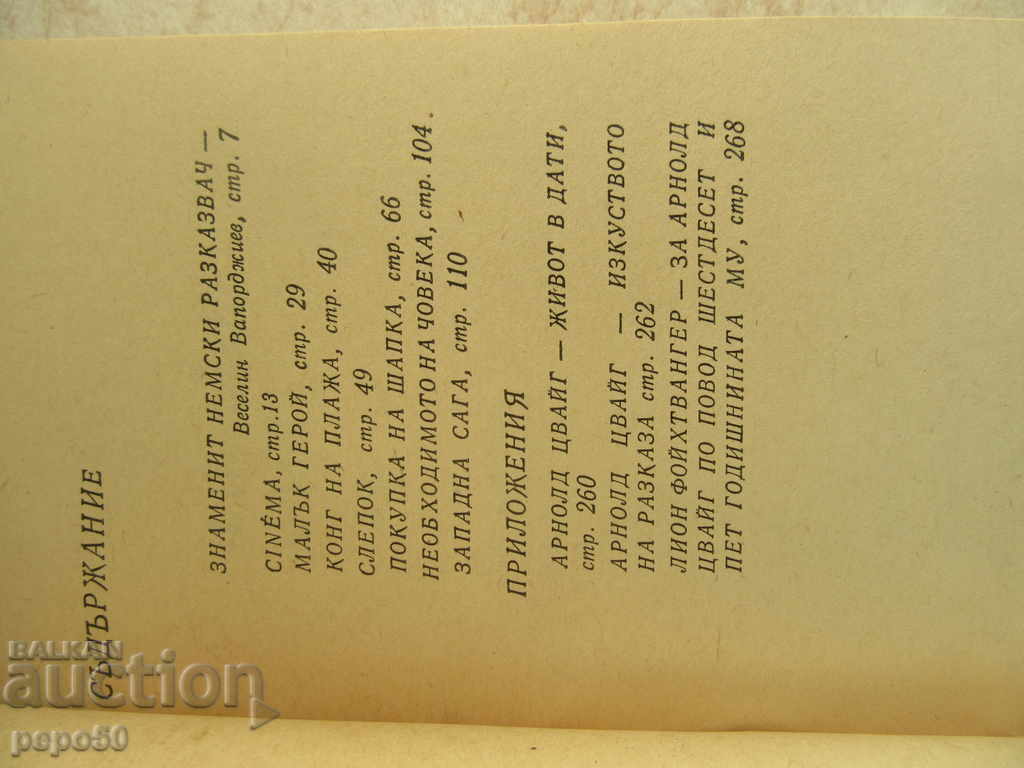 СЪДЪРЖАНИЕ
ЗНАМЕНИТ НЕМСКИ РАЗКАЗВАЧ —
Веселин Вапорджиев, стр. 7
CINÉMA, стр.13
МАЛЪК ГЕРОЙ, стр. 29
КОНГ НА ПЛАЖА, стр. 40
СЛЕПОК, стр. 49
ПОКУПКА НА ШАПКА, стр. 66
НЕОБХОДИМОТО НА ЧОВЕКА, стр. 104.
ЗАПАДНА САГА, стр. 110
ПРИЛОЖЕНИЯ
АРНОЛД ЦВАЙГ — ЖИВОТ В ДАТИ,
стр. 260
АРНОЛД ЦВАЙГ — ИЗКУСТВОТО
НА РАЗКАЗА стр. 262
ЛИОН ФОЙХТВАНГЕР — ЗА АРНОЛД
ЦВАЙГ ПО ПОВОД ШЕСТДЕСЕТ И
ПЕТ ГОДИШНИНАТА МУ, стр. 268
BALKAN
auction
pepo50